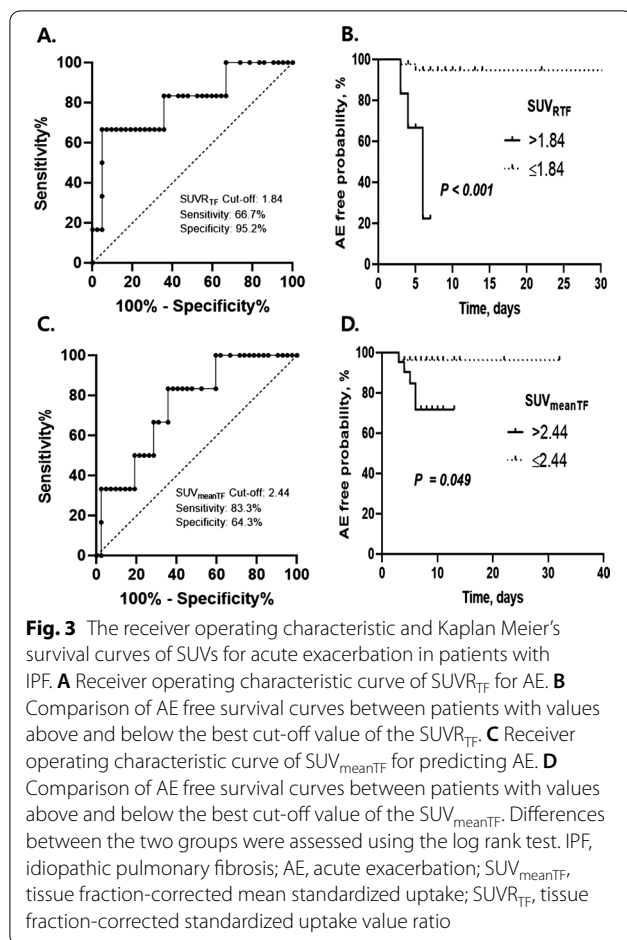 A.
100
80
60
40
20
0
Sensitivity%
SUVR_TF Cut-off: 1.84
Sensitivity: 66.7%
Specificity: 95.2%
0 20 40 60 80 100
100% - Specificity%
B.
100
80
60
40
20
0
AE free probability, %
SUV_RTF
>1.84
≤1.84
P < 0.001
0 5 10 15 20 25 30
Time, days
C.
100
80
60
40
20
0
Sensitivity%
SUV_meanTF Cut-off: 2.44
Sensitivity: 83.3%
Specificity: 64.3%
0 20 40 60 80 100
100% - Specificity%
D.
100
80
60
40
20
0
AE free probability, %
SUV_meanTF
>2.44
≤2.44
P = 0.049
0 10 20 30 40
Time, days
Fig. 3 The receiver operating characteristic and Kaplan Meier's
survival curves of SUVs for acute exacerbation in patients with
IPF. A Receiver operating characteristic curve of SUVR_TF for AE. B
Comparison of AE free survival curves between patients with values
above and below the best cut-off value of the SUVR_TF. C Receiver
operating characteristic curve of SUV_meanTF for predicting AE. D
Comparison of AE free survival curves between patients with values
above and below the best cut-off value of the SUV_meanTF. Differences
between the two groups were assessed using the log rank test. IPF,
idiopathic pulmonary fibrosis; AE, acute exacerbation; SUV_meanTF,
tissue fraction-corrected mean standardized uptake; SUVR_TF, tissue
fraction-corrected standardized uptake value ratio